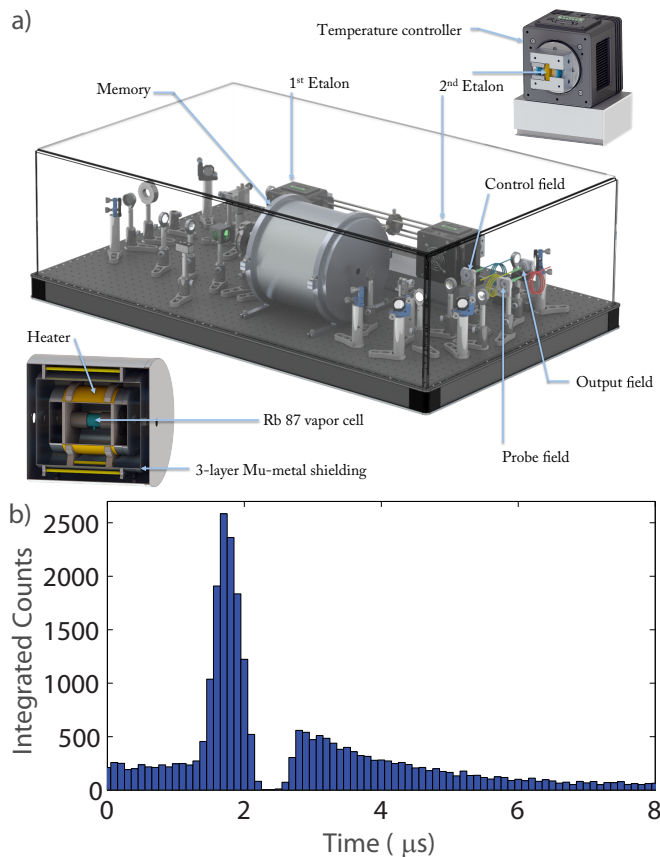 a)
Temperature controller
1st Etalon
Memory
2nd Etalon
Control field
Heater
Output field
Rb 87 vapor cell
Probe field
3-layer Mu-metal shielding
b)
Integrated Counts
2500
2000
1500
1000
500
0
0 2 4 6 8
Time ( μs)